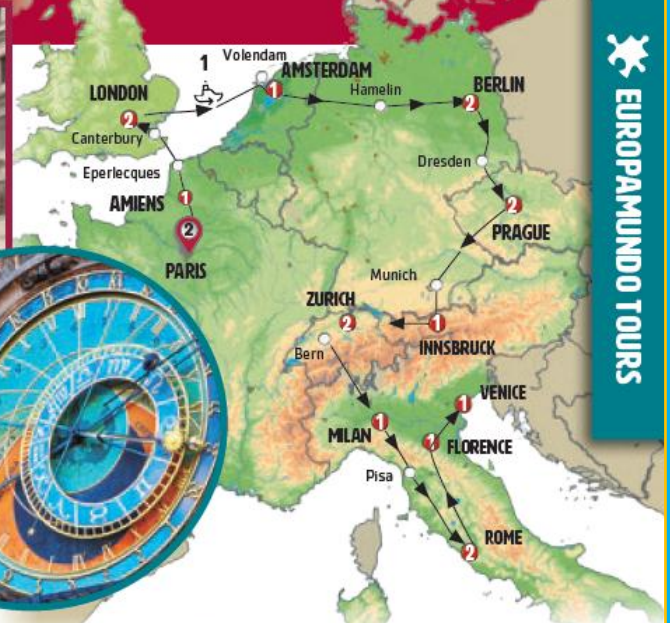 EUROPAMUNDO TOURS
1
Volendam
AMSTERDAM
1
Hamelin
BERLIN
2
LONDON
2
Canterbury
Eperlecques
AMIENS
1
2
PARIS
Dresden
2
PRAGUE
Munich
ZURICH
2
1
INNSBRUCK
Bern
VENICE
1
MILAN
1
1
FLORENCE
Pisa
ROME
2